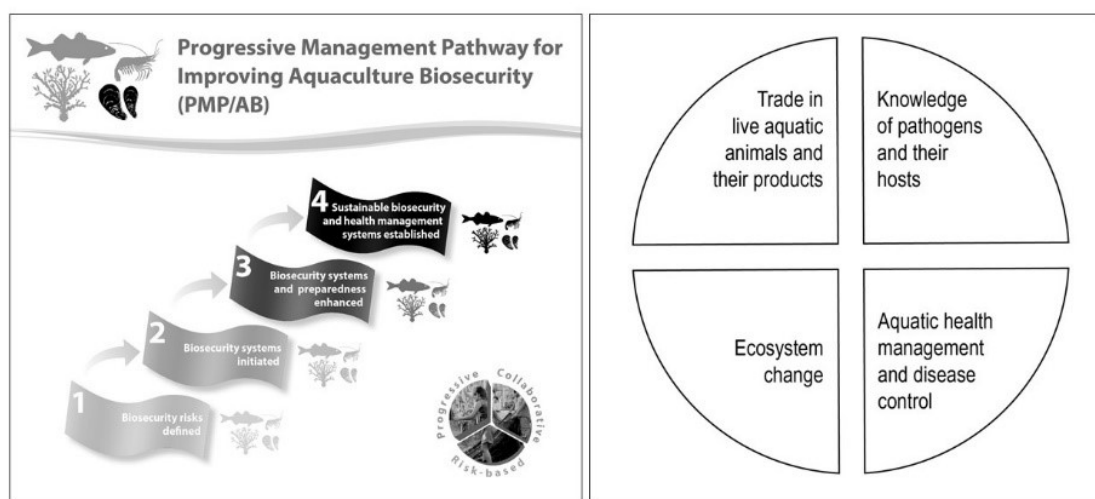 Progressive Management Pathway for
Improving Aquaculture Biosecurity
(PMP/AB)
4
Sustainable biosecurity
and health management
systems established
3
Biosecurity systems
and preparedness
enhanced
2
Biosecurity systems
initiated
1
Biosecurity risks
defined
Progressive
Collaborative
Risk-based
Trade in
live aquatic
animals and
their products
Knowledge
of pathogens
and their
hosts
Ecosystem
change
Aquatic health
management
and disease
control